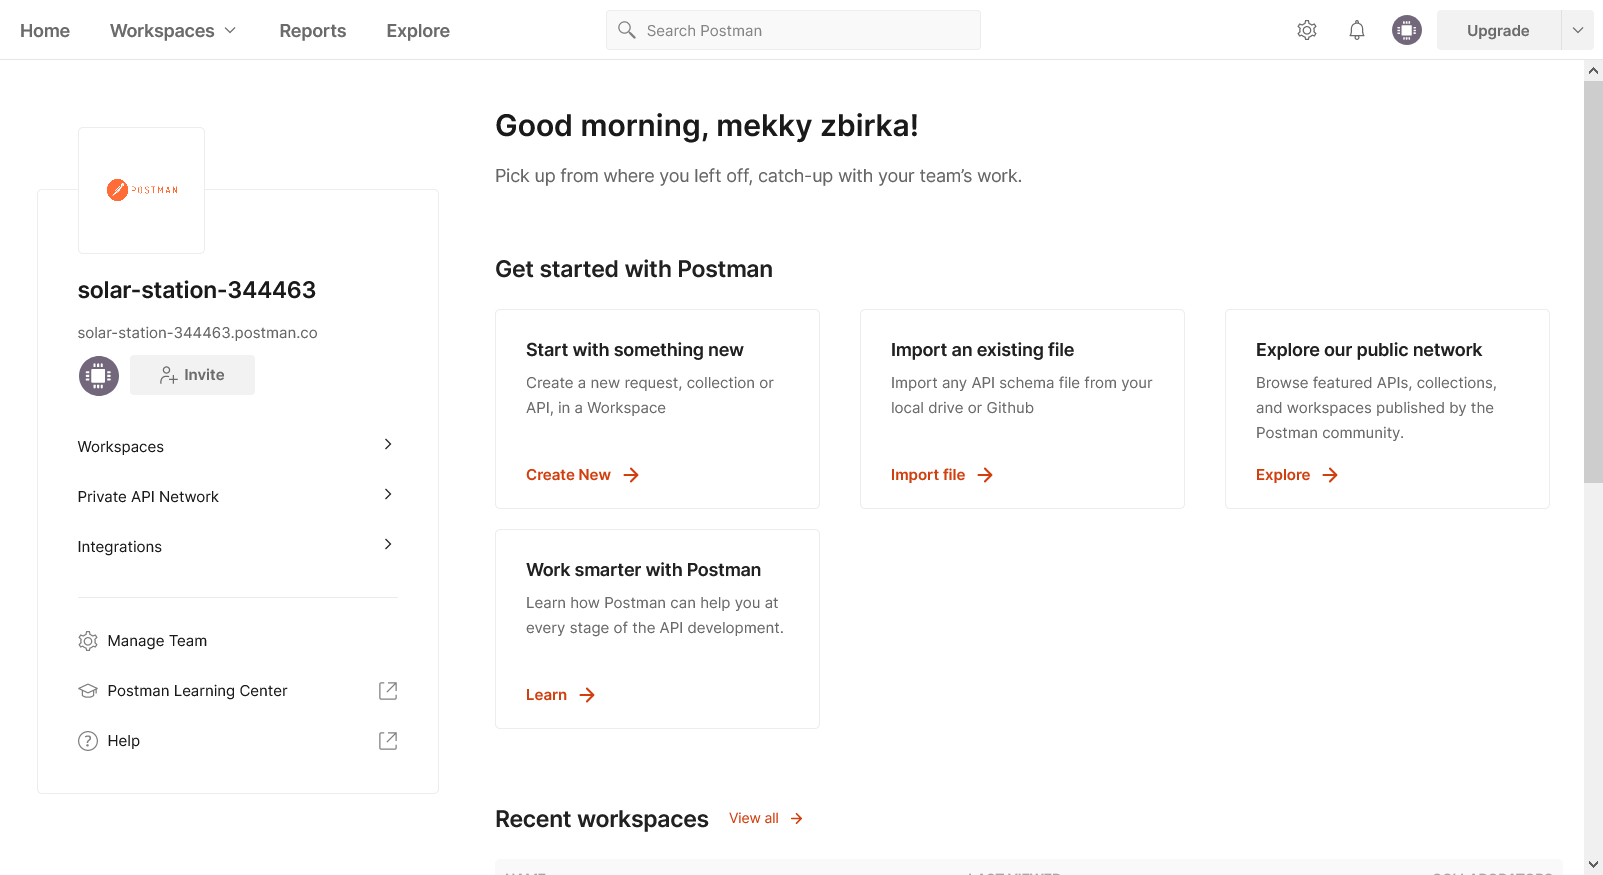 Home Workspaces Reports Explore Search Postman Upgrade
POSTMAN
solar-station-344463
solar-station-344463.postman.co
Invite
Workspaces
Private API Network
Integrations
Manage Team
Postman Learning Center
Help
Good morning, mekky zbirka!
Pick up from where you left off, catch-up with your team’s work.
Get started with Postman
Start with something new
Create a new request, collection or
API, in a Workspace
Create New
Import an existing file
Import any API schema file from your
local drive or Github
Import file
Explore our public network
Browse featured APIs, collections,
and workspaces published by the
Postman community.
Explore
Work smarter with Postman
Learn how Postman can help you at
every stage of the API development.
Learn
Recent workspaces View all
NAME LAST VIEWED COLLABORATORS